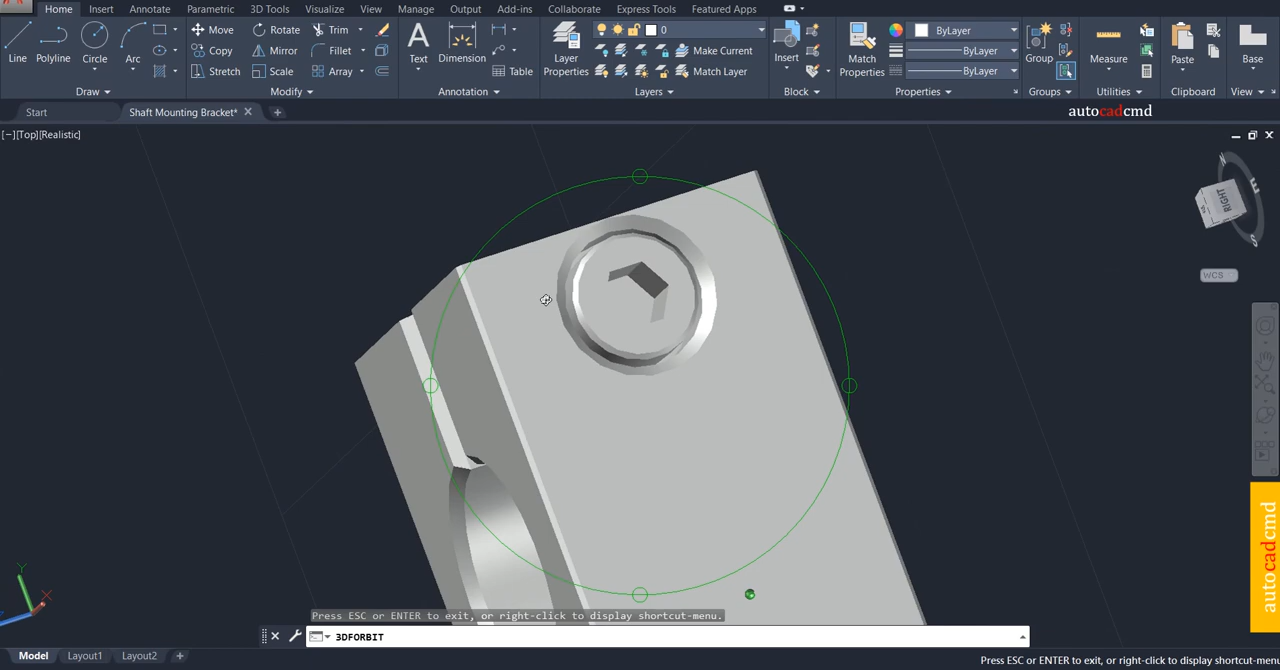 Home Insert Annotate Parametric 3D Tools Visualize View Manage Output Add-ins Collaborate Express Tools Featured Apps
Line Polyline Circle Arc
Move Rotate Trim
Copy Mirror Fillet
Stretch Scale Array
Text Dimension Table
Layer Properties
0
Make Current
Match Layer
Insert
Match Properties
ByLayer
ByLayer
ByLayer
Group Measure Paste Base
Draw Modify Annotation Layers Block Properties Groups Utilities Clipboard View
Start Shaft Mounting Bracket*
autocadcmd
[−][Top][Realistic]
N
E
S
RIGHT
WCS
autocadcmd
Y
X
Press ESC or ENTER to exit, or right-click to display shortcut-menu.
3DFORBIT
Model Layout1 Layout2
Press ESC or ENTER to exit, or right-click to display shortcut-menu